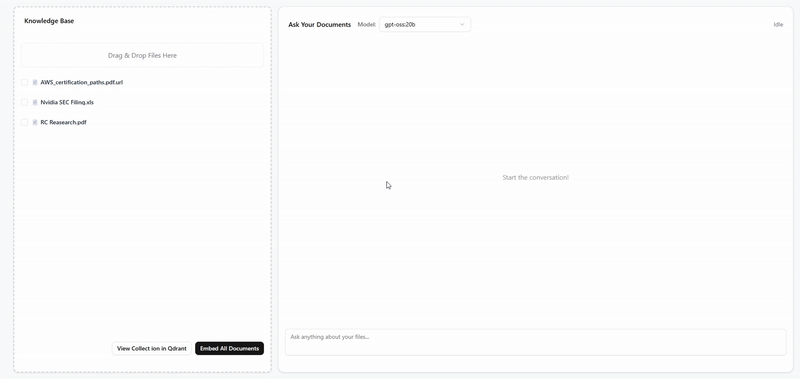 Knowledge Base
Drag & Drop Files Here
AWS_certification_paths.pdf.url
Nvidia SEC Filing.xls
RC Reasearch.pdf
View Collect ion in Qdrant
Embed All Documents
Ask Your Documents
Model:
gpt-oss:20b
Idle
Start the conversation!
Ask anything about your files...